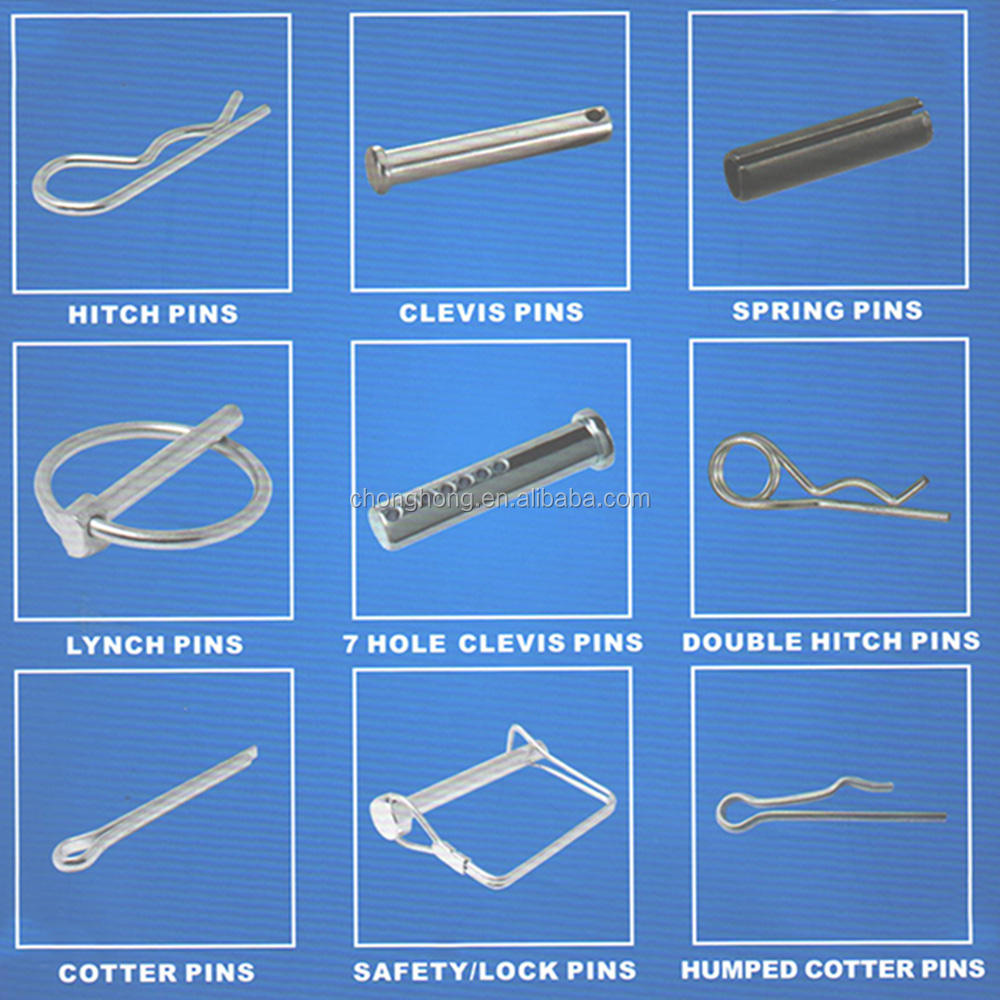 HITCH PINS
CLEVIS PINS
SPRING PINS
chonghong.en.alibaba.com
LYNCH PINS
7 HOLE CLEVIS PINS
DOUBLE HITCH PINS
COTTER PINS
SAFETY/LOCK PINS
HUMPED COTTER PINS